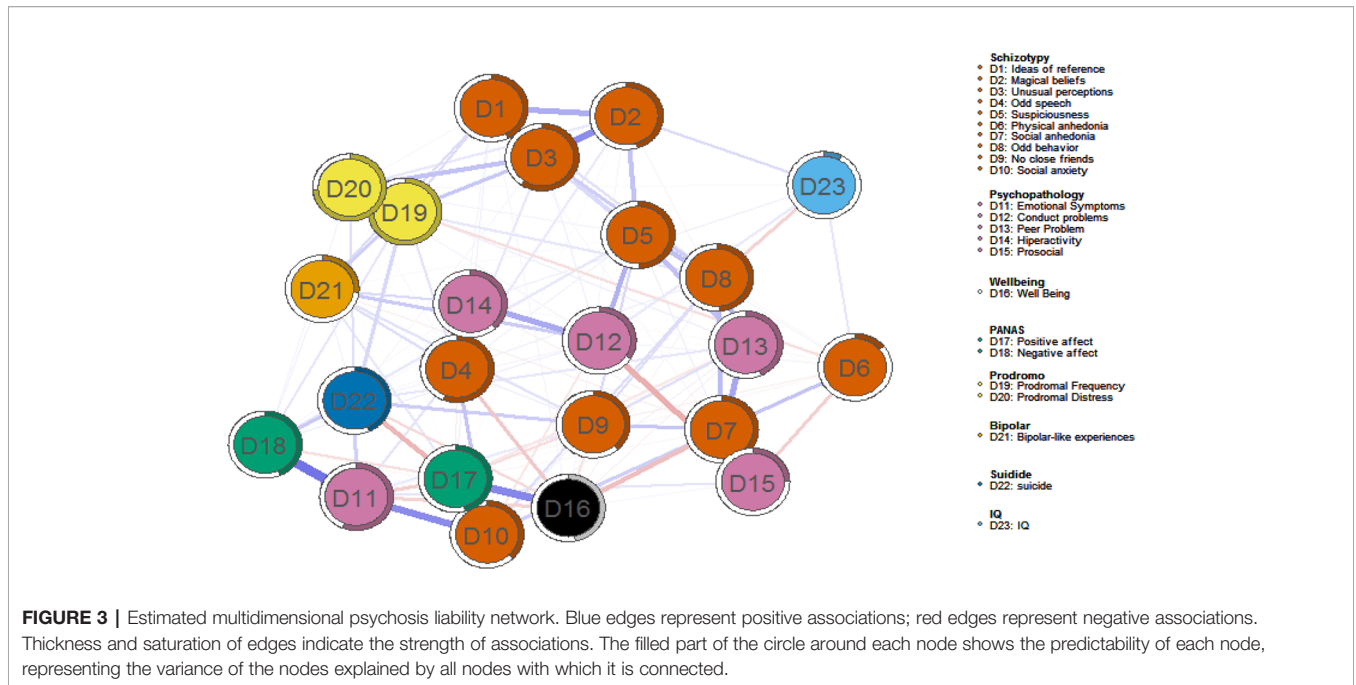 D1
D2
D3
D20
D19
D23
D5
D21
D8
D14
D12
D13
D4
D6
D22
D9
D7
D18
D11
D17
D16
D15
D10
Schizotypy
D1: Ideas of reference
D2: Magical beliefs
D3: Unusual perceptions
D4: Odd speech
D5: Suspiciousness
D6: Physical anhedonia
D7: Social anhedonia
D8: Odd behavior
D9: No close friends
D10: Social anxiety
Psychopathology
D11: Emotional Symptoms
D12: Conduct problems
D13: Peer Problem
D14: Hiperactivity
D15: Prosocial
Wellbeing
D16: Well Being
PANAS
D17: Positive affect
D18: Negative affect
Prodromo
D19: Prodromal Frequency
D20: Prodromal Distress
Bipolar
D21: Bipolar-like experiences
Suidide
D22: suicide
IQ
D23: IQ
FIGURE 3 | Estimated multidimensional psychosis liability network. Blue edges represent positive associations; red edges represent negative associations.
Thickness and saturation of edges indicate the strength of associations. The filled part of the circle around each node shows the predictability of each node,
representing the variance of the nodes explained by all nodes with which it is connected.